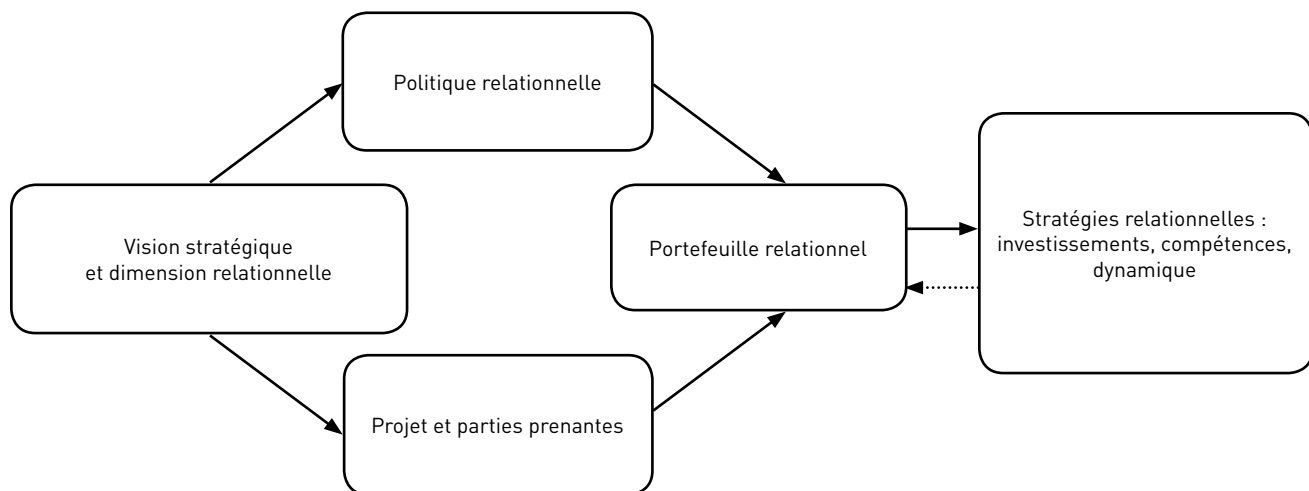 Politique relationnelle
Vision stratégique
et dimension relationnelle
Portefeuille relationnel
Stratégies relationnelles :
investissements, compétences,
dynamique
Projet et parties prenantes